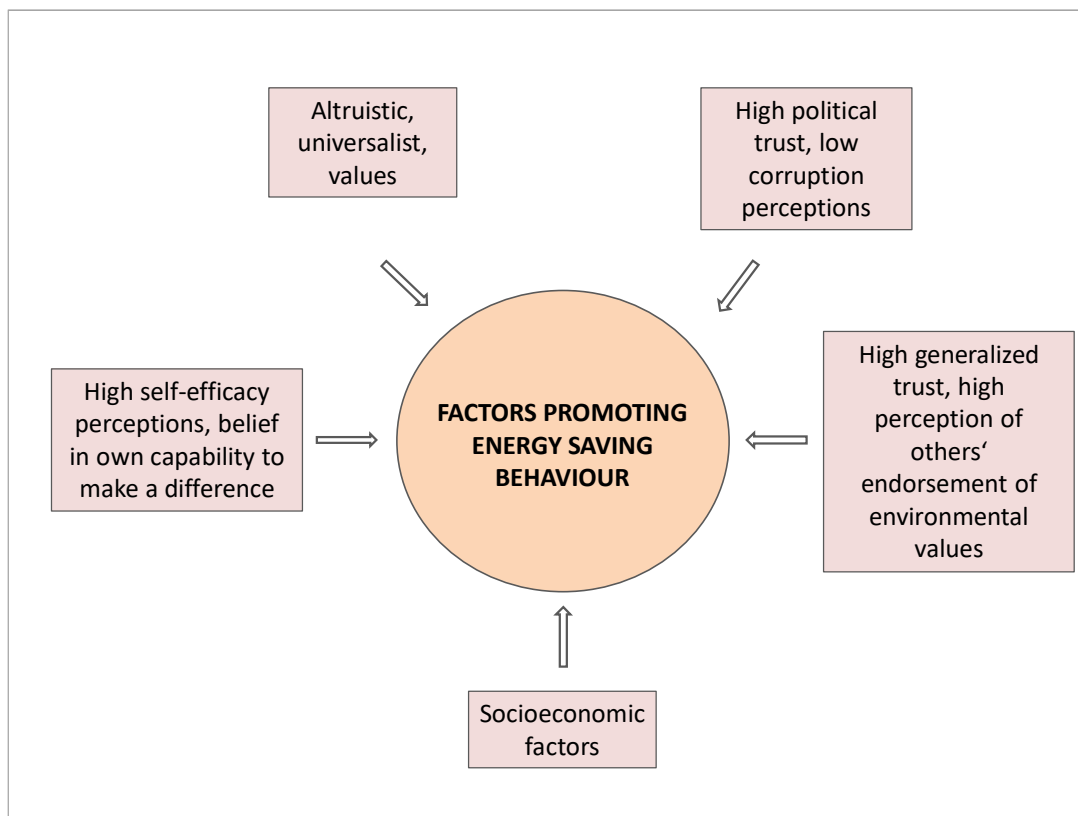 Altruistic,
universalist,
values
High political
trust, low
corruption
perceptions
High self-efficacy
perceptions, belief
in own capability to
make a difference
FACTORS PROMOTING
ENERGY SAVING
BEHAVIOUR
High generalized
trust, high
perception of
others‘
endorsement of
environmental
values
Socioeconomic
factors